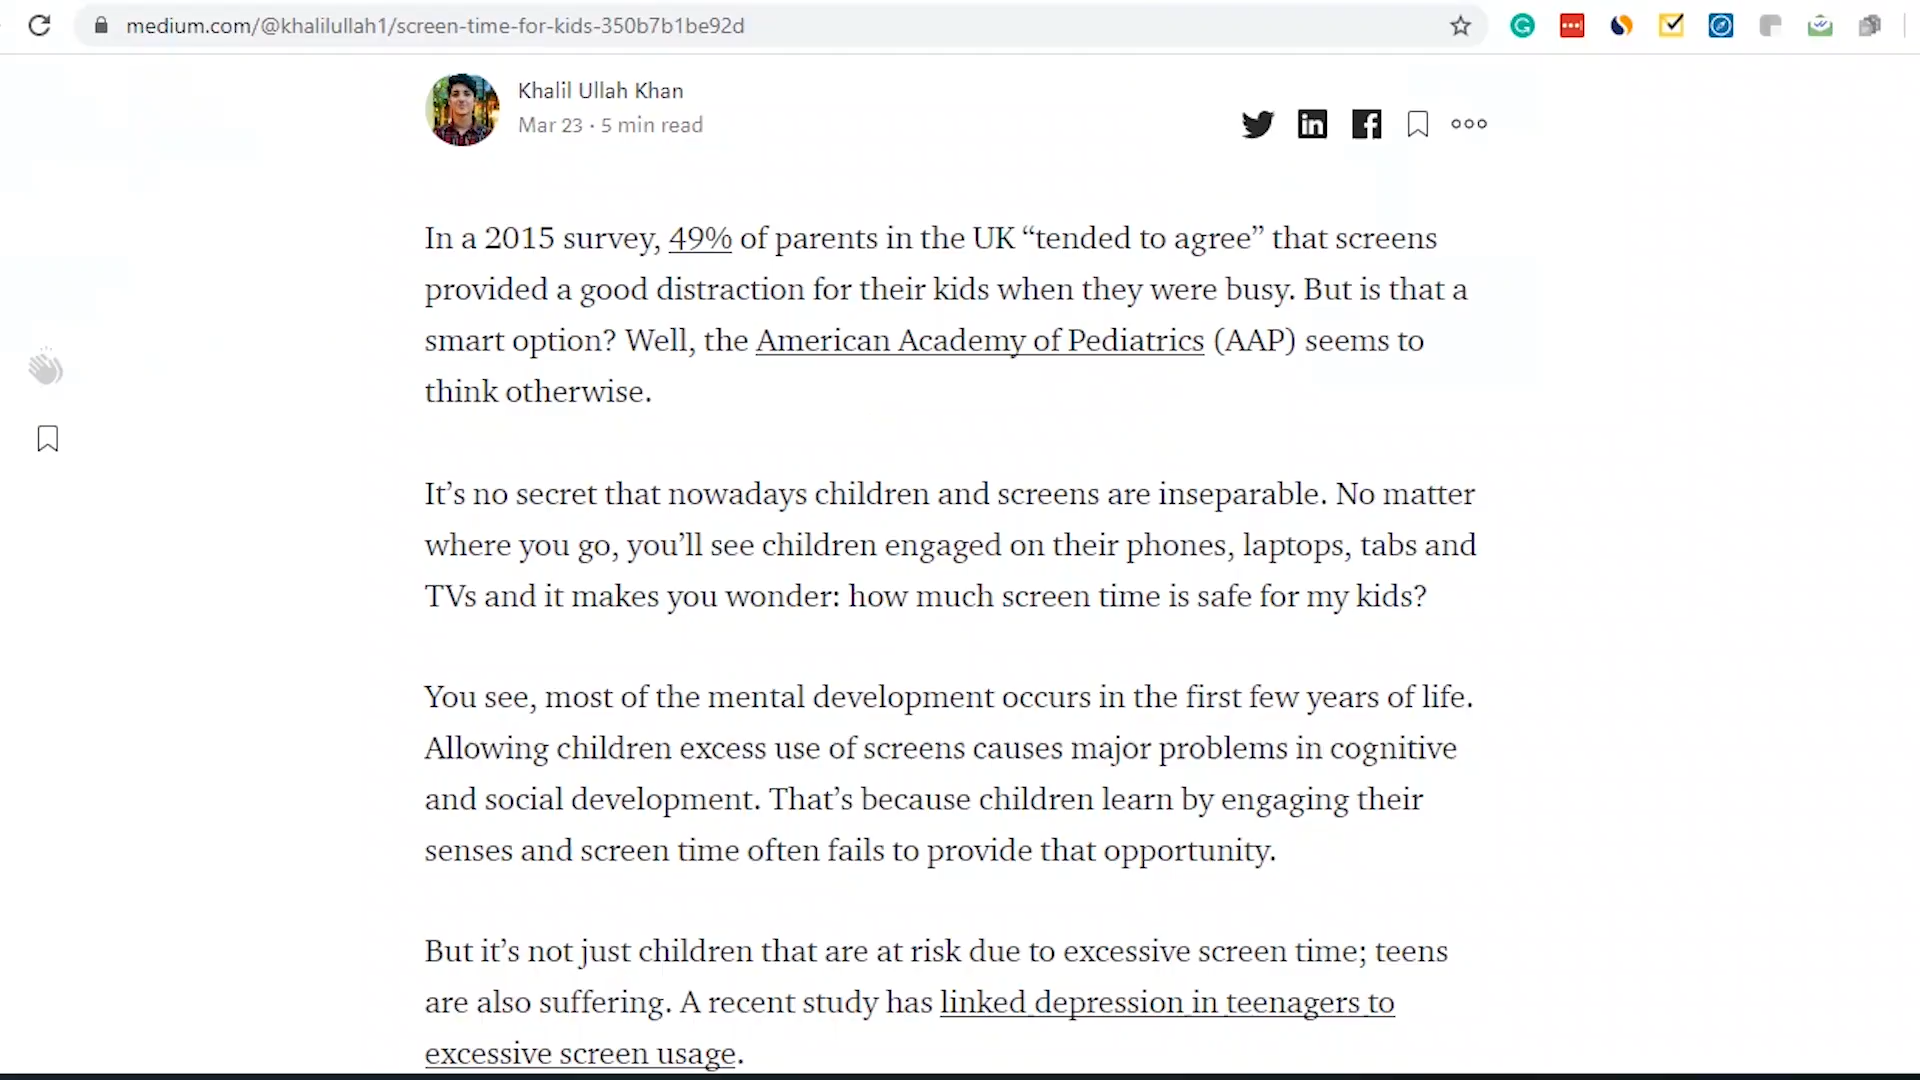 medium.com/@khalilullah1/screen-time-for-kids-350b7b1be92d
Khalil Ullah Khan
Mar 23 · 5 min read
In a 2015 survey, 49% of parents in the UK “tended to agree” that screens
provided a good distraction for their kids when they were busy. But is that a
smart option? Well, the American Academy of Pediatrics (AAP) seems to
think otherwise.
It’s no secret that nowadays children and screens are inseparable. No matter
where you go, you’ll see children engaged on their phones, laptops, tabs and
TVs and it makes you wonder: how much screen time is safe for my kids?
You see, most of the mental development occurs in the first few years of life.
Allowing children excess use of screens causes major problems in cognitive
and social development. That’s because children learn by engaging their
senses and screen time often fails to provide that opportunity.
But it’s not just children that are at risk due to excessive screen time; teens
are also suffering. A recent study has linked depression in teenagers to
excessive screen usage.